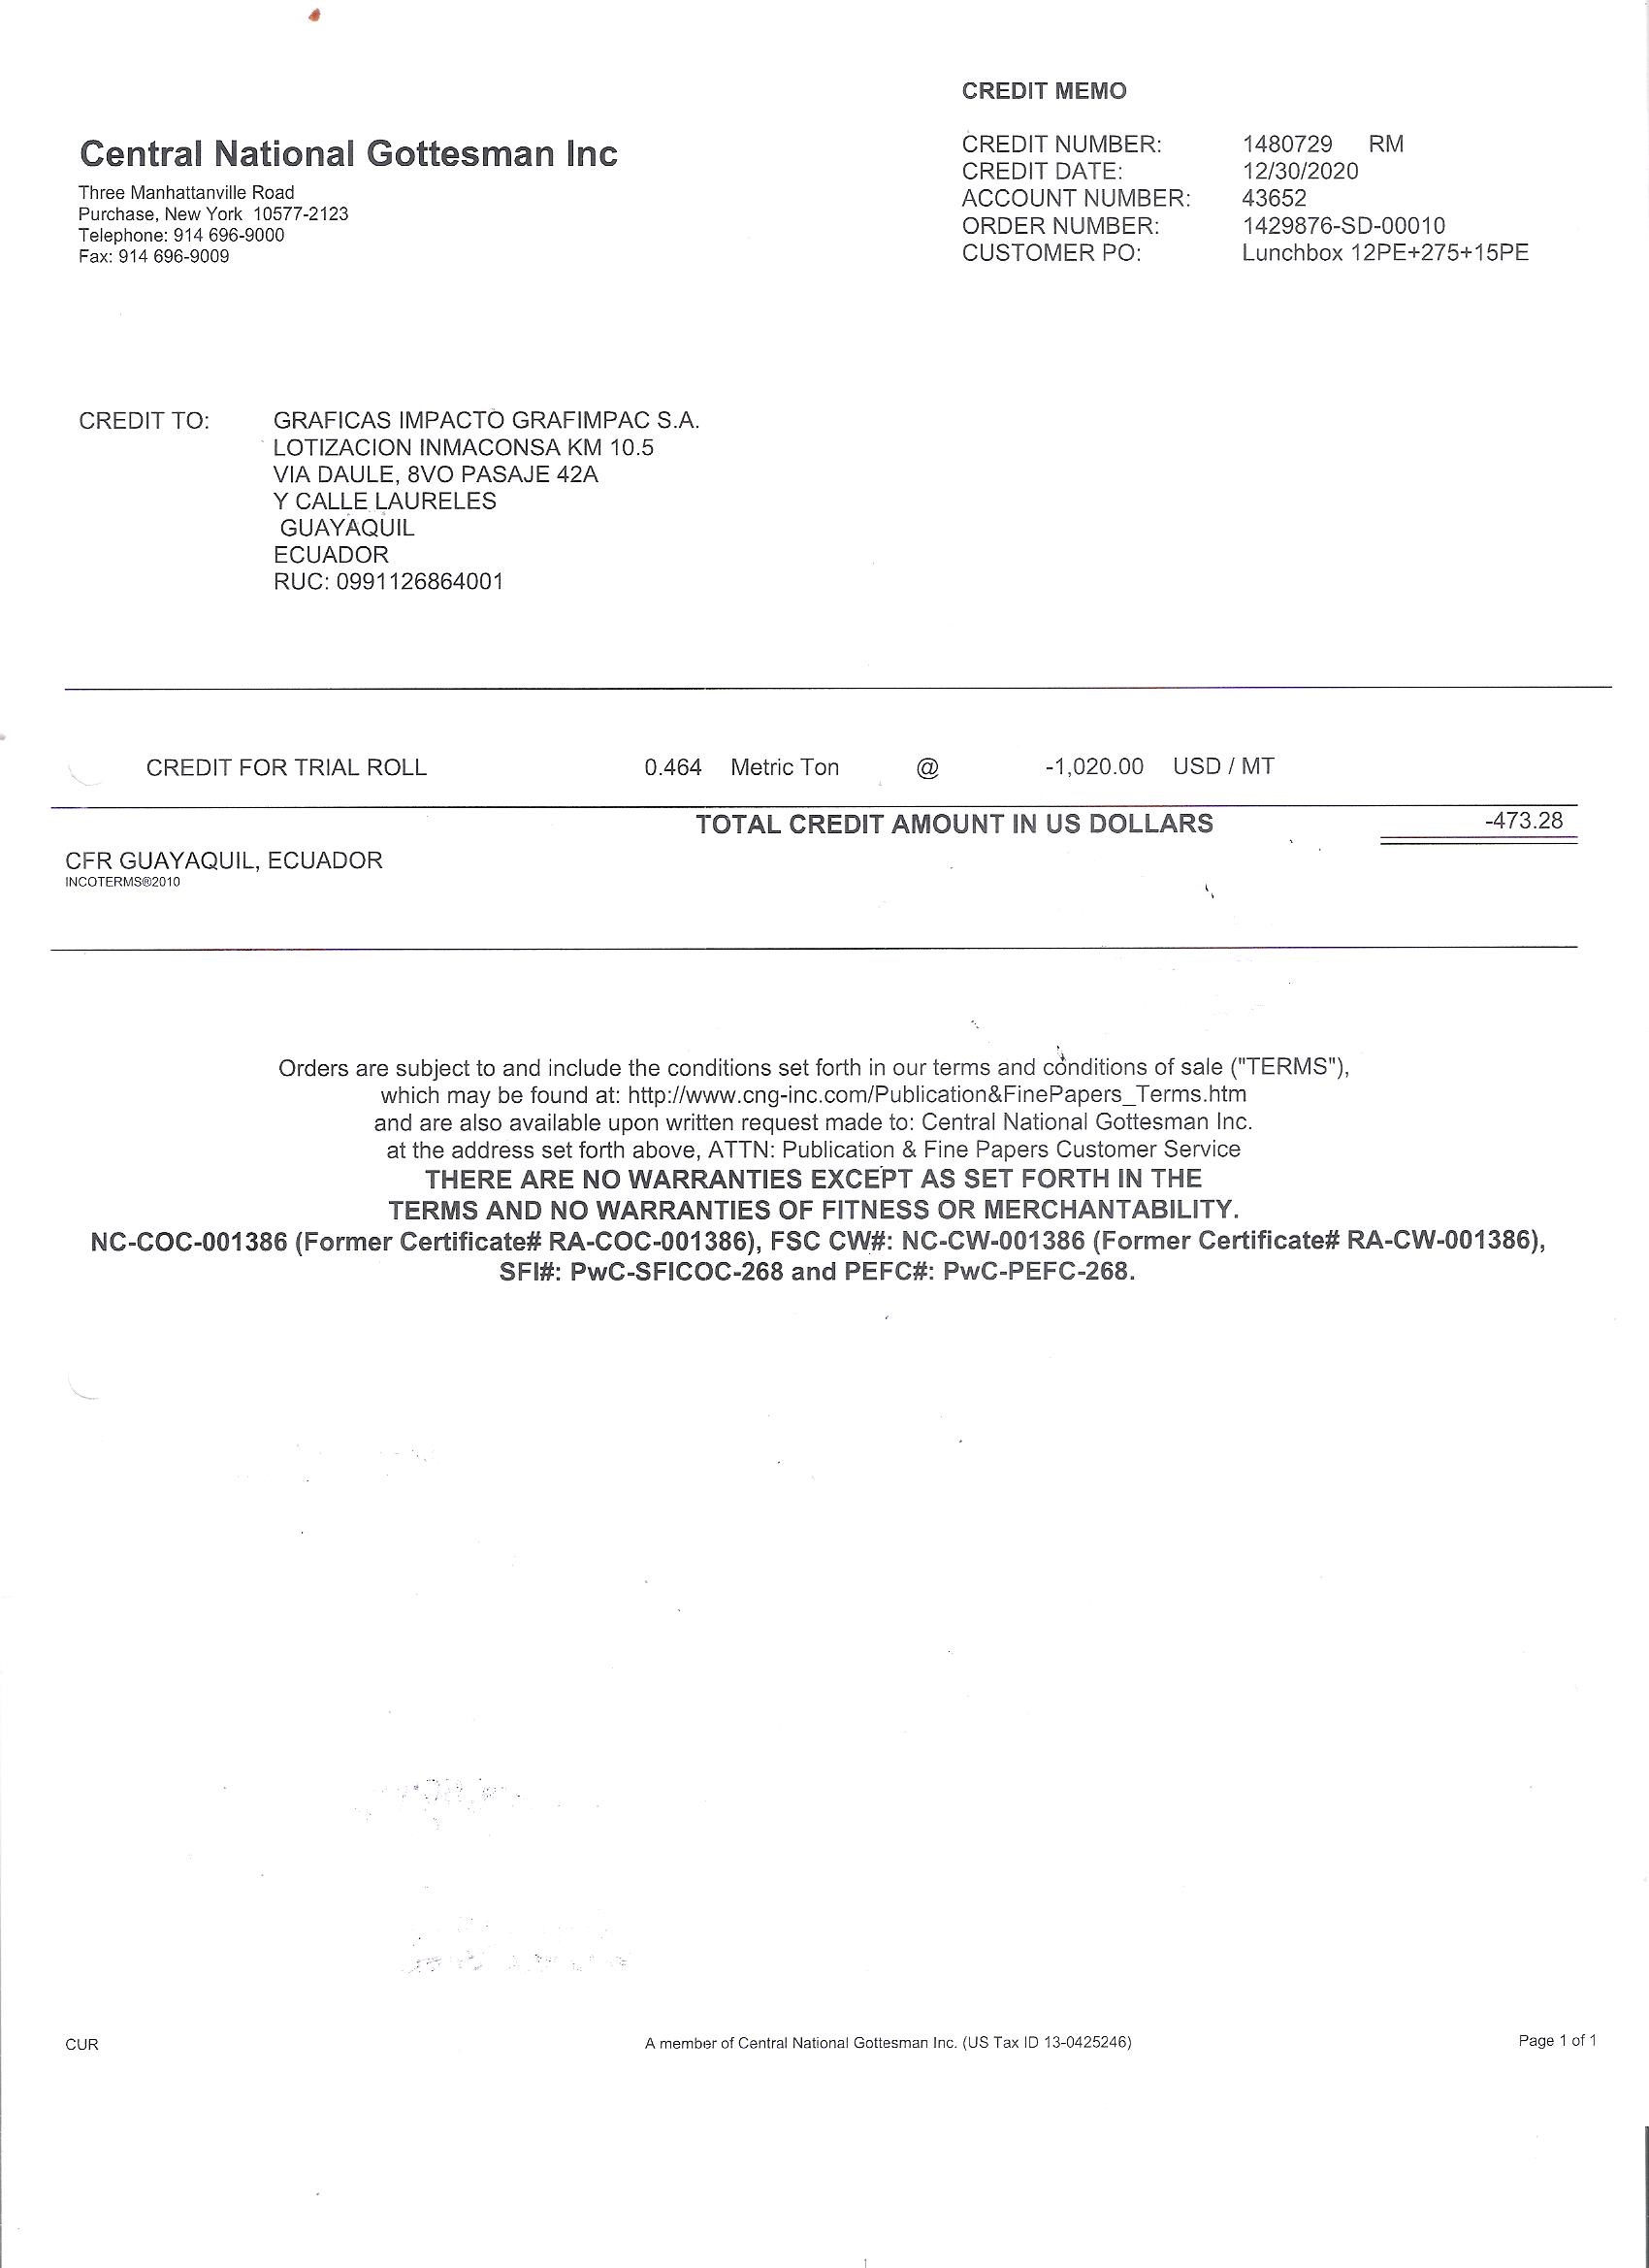 CREDIT MEMO
Central National Gottesman Inc
Three Manhattanville Road
Purchase, New York 10577-2123
Telephone: 914 696-9000
Fax: 914 696-9009
CREDIT NUMBER: 1480729 RM
CREDIT DATE: 12/30/2020
ACCOUNT NUMBER: 43652
ORDER NUMBER: 1429876-SD-00010
CUSTOMER PO: Lunchbox 12PE+275+15PE
CREDIT TO: GRAFICAS IMPACTO GRAFIMPAC S.A.
LOTIZACION INMACONSA KM 10.5
VIA DAULE, 8VO PASAJE 42A
Y CALLE LAURELES
GUAYAQUIL
ECUADOR
RUC: 0991126864001
CREDIT FOR TRIAL ROLL 0.464 Metric Ton @ -1,020.00 USD / MT
TOTAL CREDIT AMOUNT IN US DOLLARS -473.28
CFR GUAYAQUIL, ECUADOR
INCOTERMS®2010
Orders are subject to and include the conditions set forth in our terms and conditions of sale ("TERMS"),
which may be found at: http://www.cng-inc.com/Publication&FinePapers_Terms.htm
and are also available upon written request made to: Central National Gottesman Inc.
at the address set forth above, ATTN: Publication & Fine Papers Customer Service
THERE ARE NO WARRANTIES EXCEPT AS SET FORTH IN THE
TERMS AND NO WARRANTIES OF FITNESS OR MERCHANTABILITY.
NC-COC-001386 (Former Certificate# RA-COC-001386), FSC CW#: NC-CW-001386 (Former Certificate# RA-CW-001386),
SFI#: PwC-SFICOC-268 and PEFC#: PwC-PEFC-268.
CUR A member of Central National Gottesman Inc. (US Tax ID 13-0425246) Page 1 of 1